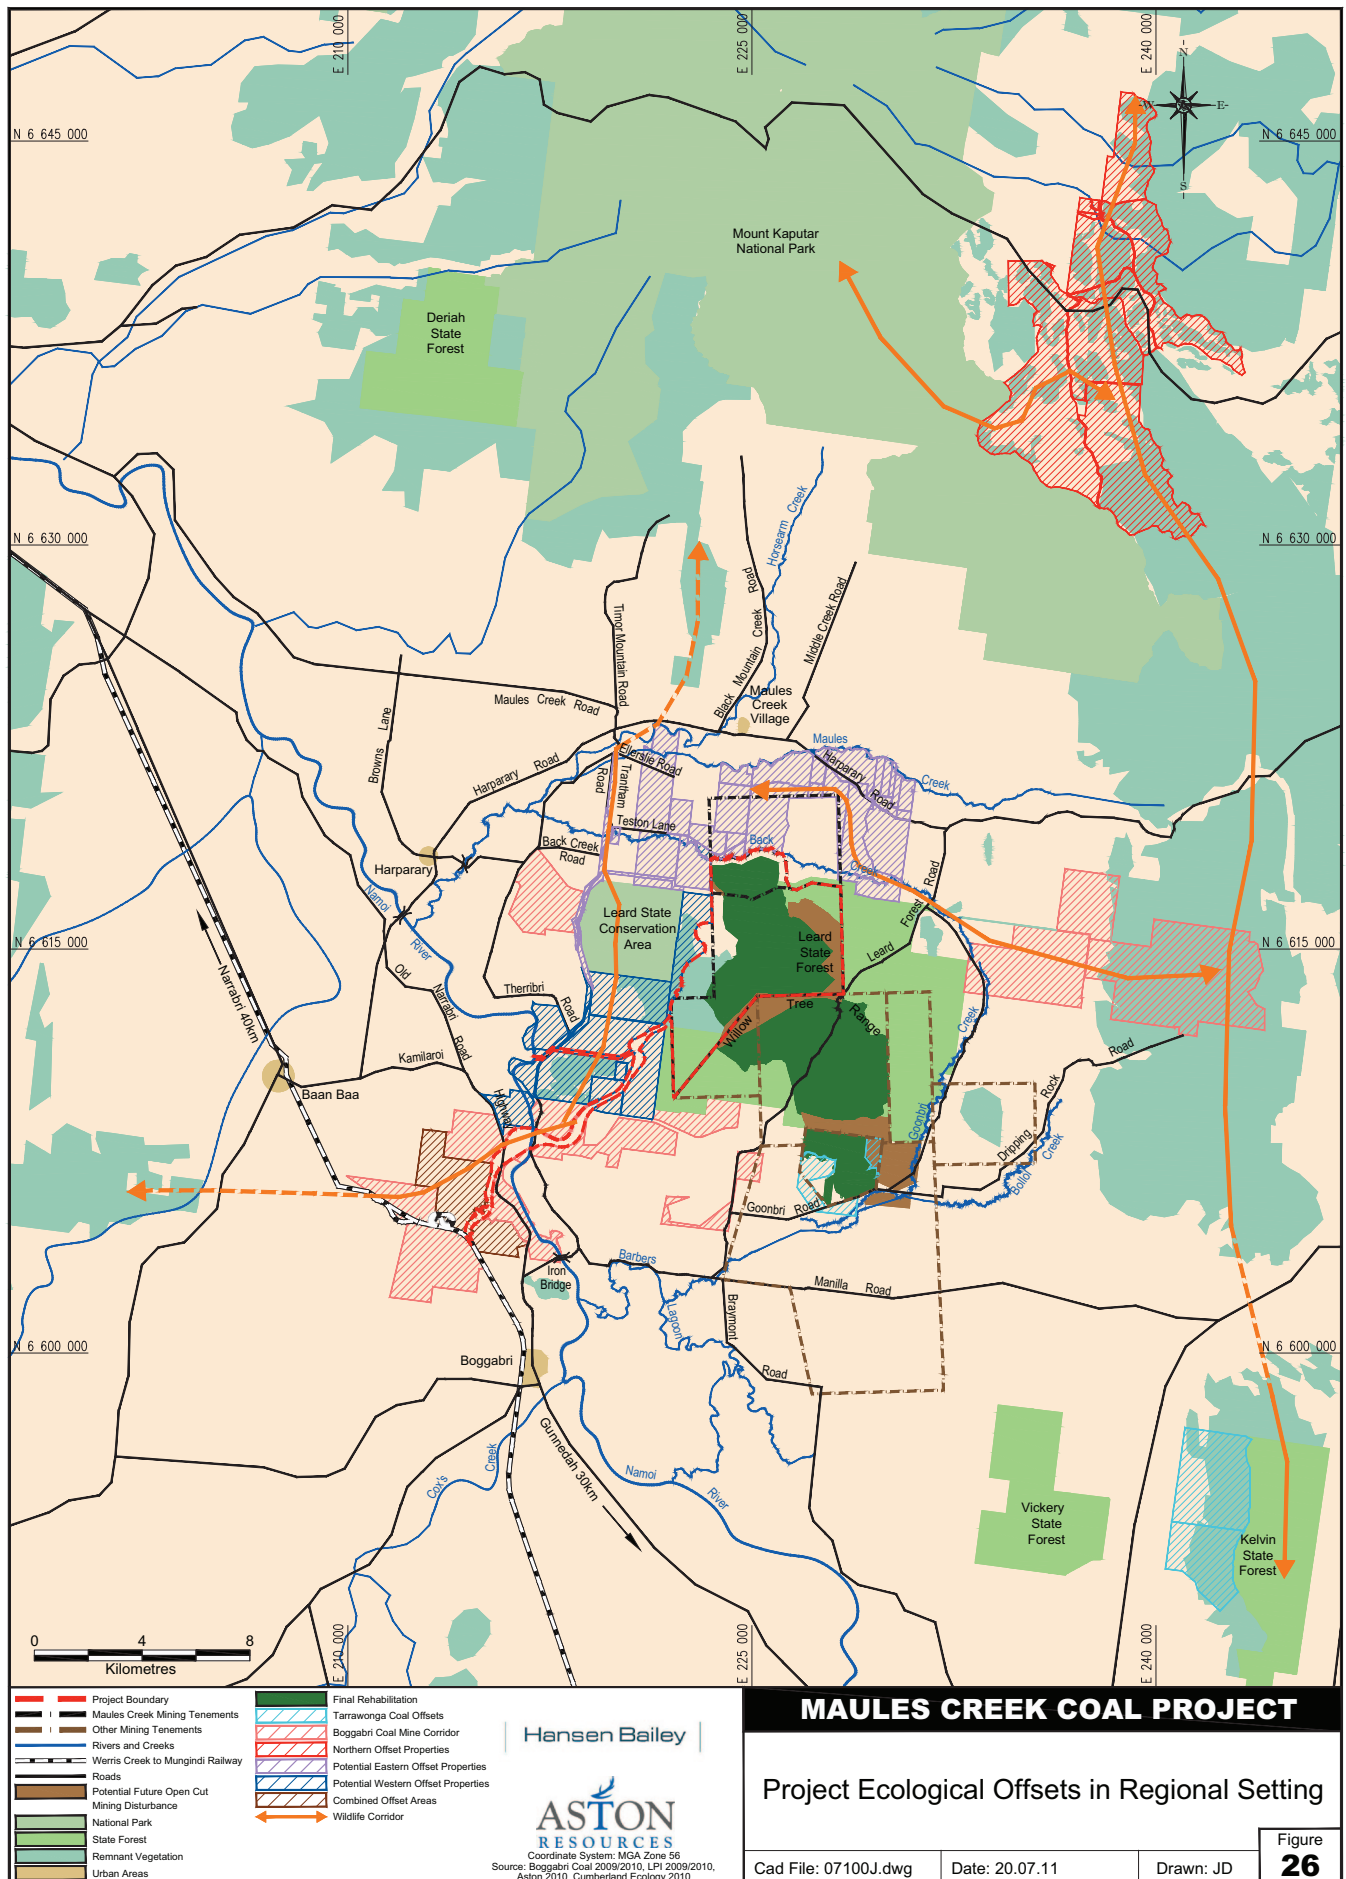 E 210 000
E 225 000
E 240 000
N
W
E
S
N 6 645 000
N 6 645 000
Mount Kaputar
National Park
Deriah
State
Forest
N 6 630 000
N 6 630 000
Horsearm Creek
Black Mountain Creek Road
Middle Creek Road
Timor Mountain Road
Maules Creek Road
Maules
Creek
Village
Browns Lane
Harparary Road
Ellerslie Road
Trantham
Road
Maules
Creek
Harparary
Road
Teston Lane
Back Creek
Road
Back
Creek
Harparary
Namoi
River
Leard State
Conservation
Area
Leard
State
Forest
Leard
Forest
Road
N 6 615 000
N 6 615 000
Narrabri 40km
Old
Narrabri
Road
Therribri
Road
Willow
Tree
Range
Kamilaroi
Highway
Baan Baa
Goonbri
Creek
Road
Dripping
Rock
Bollol
Creek
Goonbri Road
Iron
Bridge
Barbers
Lagoon
Manilla Road
Braymont
Road
N 6 600 000
N 6 600 000
Boggabri
Gunnedah 30km
Cox's
Creek
Namoi
River
Vickery
State
Forest
Kelvin
State
Forest
0 4 8
Kilometres
E 210 000
E 225 000
E 240 000
Project Boundary
Maules Creek Mining Tenements
Other Mining Tenements
Rivers and Creeks
Werris Creek to Mungindi Railway
Roads
Potential Future Open Cut
Mining Disturbance
National Park
State Forest
Remnant Vegetation
Urban Areas
Final Rehabilitation
Tarrawonga Coal Offsets
Boggabri Coal Mine Corridor
Northern Offset Properties
Potential Eastern Offset Properties
Potential Western Offset Properties
Combined Offset Areas
Wildlife Corridor
Hansen Bailey
ASTON
RESOURCES
Coordinate System: MGA Zone 56
Source: Boggabri Coal 2009/2010, LPI 2009/2010,
Aston 2010, Cumberland Ecology 2010
MAULES CREEK COAL PROJECT
Project Ecological Offsets in Regional Setting
Cad File: 07100J.dwg
Date: 20.07.11
Drawn: JD
Figure
26